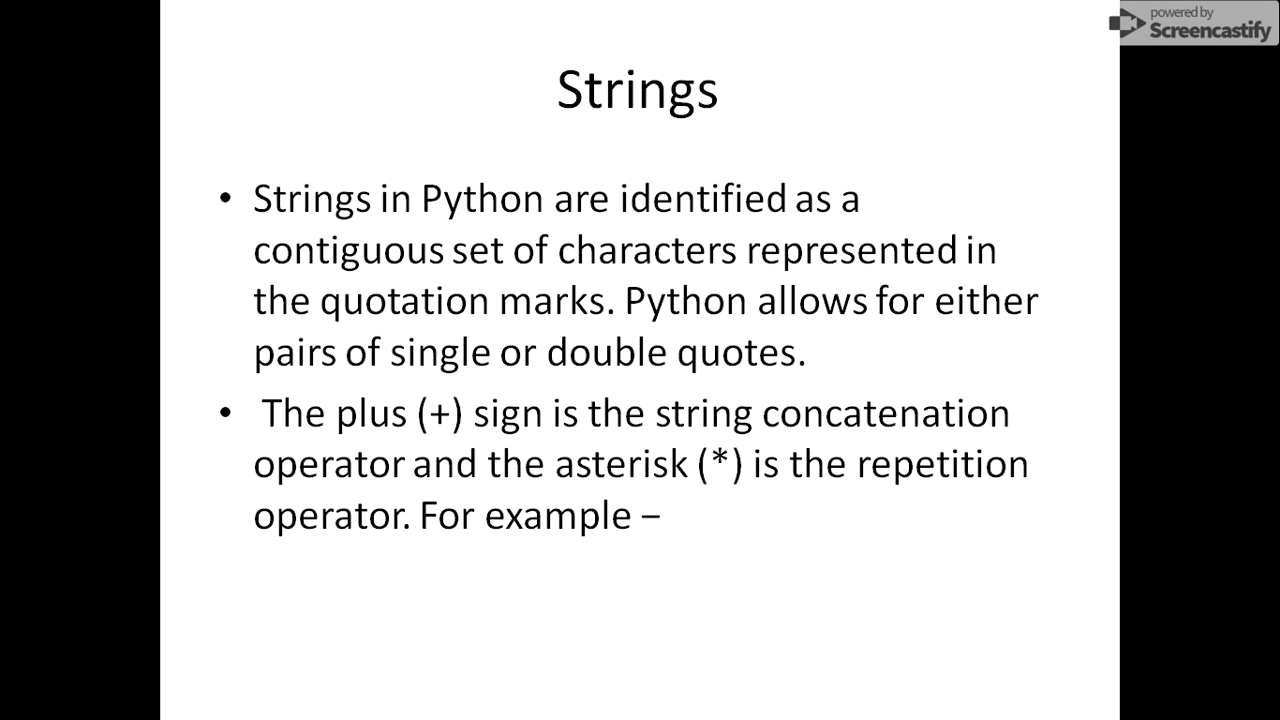 powered by
Screencastify
Strings
• Strings in Python are identified as a
contiguous set of characters represented in
the quotation marks. Python allows for either
pairs of single or double quotes.
• The plus (+) sign is the string concatenation
operator and the asterisk (*) is the repetition
operator. For example −